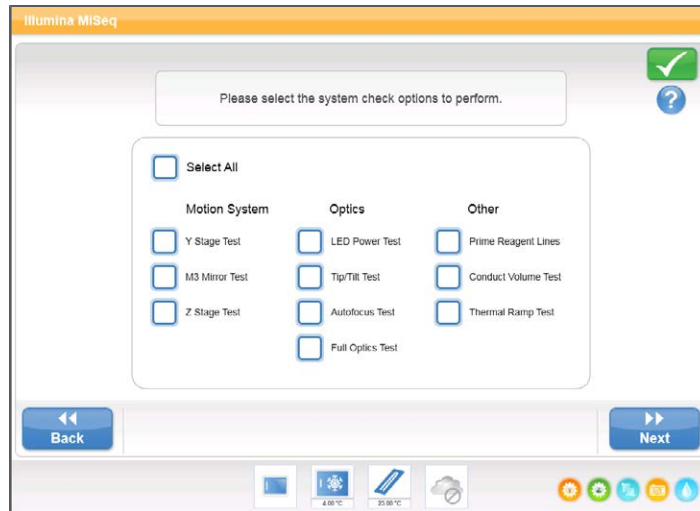 Illumina MiSeq
Please select the system check options to perform.
Select All
Motion System
Optics
Other
Y Stage Test
LED Power Test
Prime Reagent Lines
M3 Mirror Test
Tip/Tilt Test
Conduct Volume Test
Z Stage Test
Autofocus Test
Thermal Ramp Test
Full Optics Test
Back
Next
4.00 °C